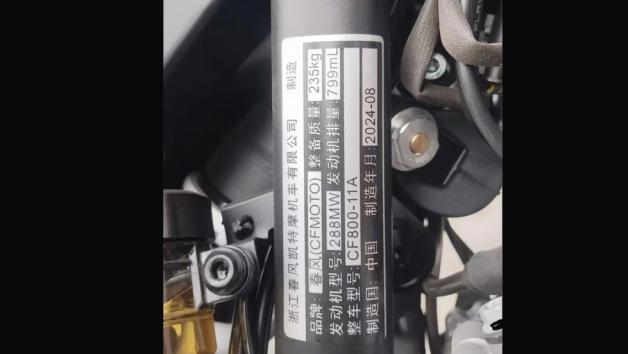 浙江春风凯特摩机车有限公司 制造
品牌: 春风(CFMOTO) 整备质量: 235kg
发动机型号: 288MW 发动机排量: 799mL
整车型号: CF800-11A
制造国: 中国 制造年月: 2024-08